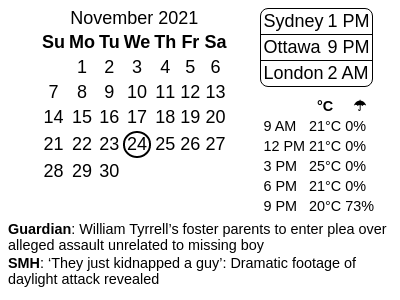 November 2021
Su Mo Tu We Th Fr Sa
1 2 3 4 5 6
7 8 9 10 11 12 13
14 15 16 17 18 19 20
21 22 23 24 25 26 27
28 29 30
Sydney 1 PM
Ottawa 9 PM
London 2 AM
°C ☂
9 AM 21°C 0%
12 PM 21°C 0%
3 PM 25°C 0%
6 PM 21°C 0%
9 PM 20°C 73%
Guardian: William Tyrrell’s foster parents to enter plea over
alleged assault unrelated to missing boy
SMH: ‘They just kidnapped a guy’: Dramatic footage of
daylight attack revealed